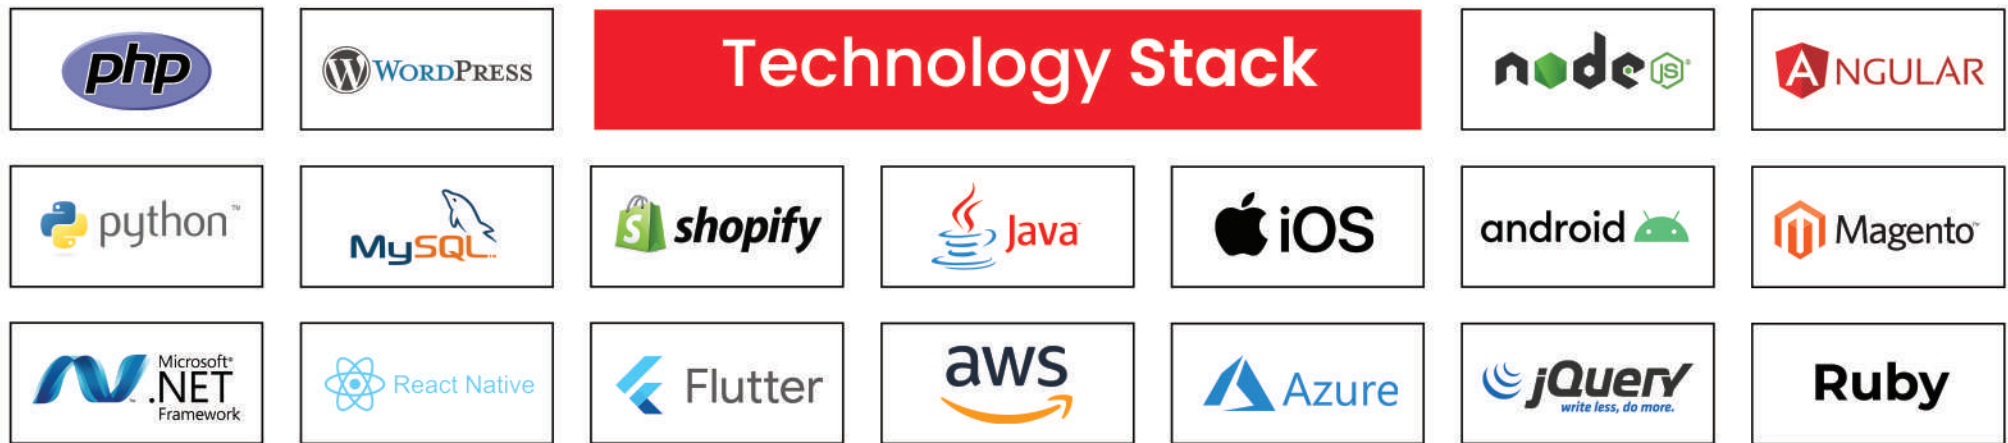 php
WORDPRESS
Technology Stack
node
JS
ANGULAR
python™
MySQL
shopify
Java
iOS
android
Magento
Microsoft®
.NET
Framework
React Native
Flutter
aws
Azure
jQuery
write less, do more.
Ruby